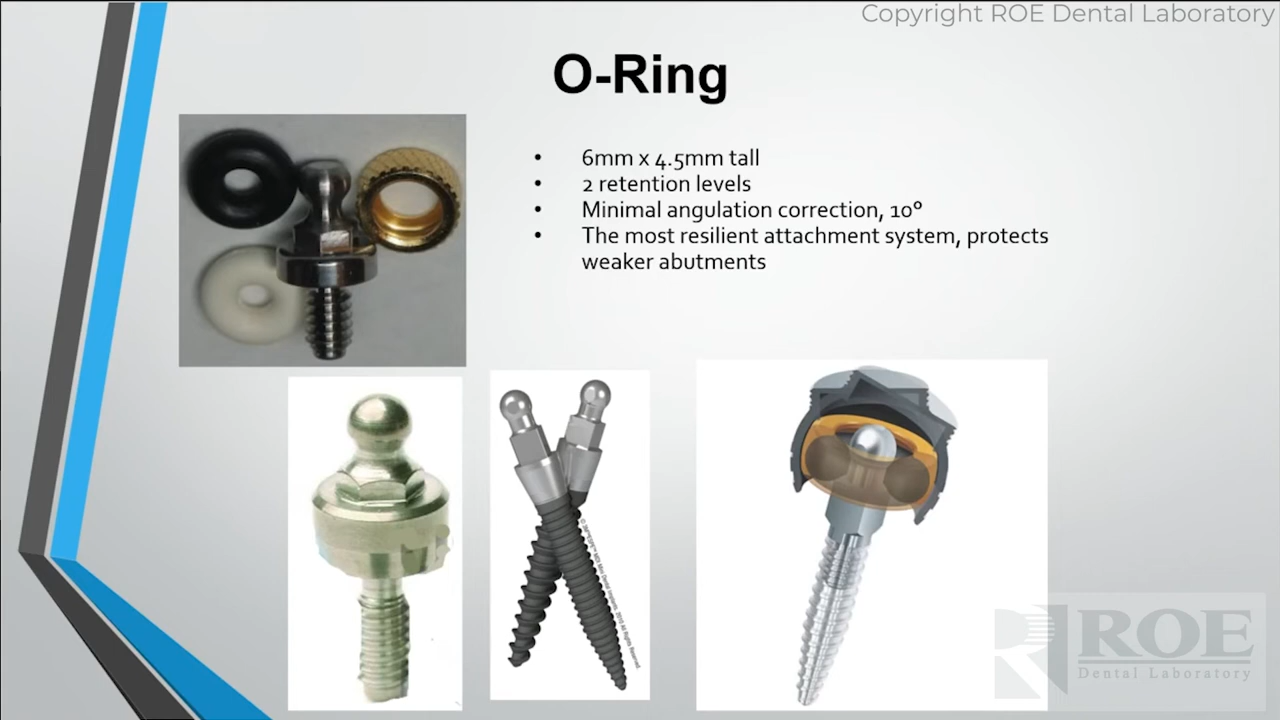 Copyright ROE Dental Laboratory
O-Ring
• 6mm x 4.5mm tall
• 2 retention levels
• Minimal angulation correction, 10°
• The most resilient attachment system, protects
weaker abutments
ROE
Dental Laboratory